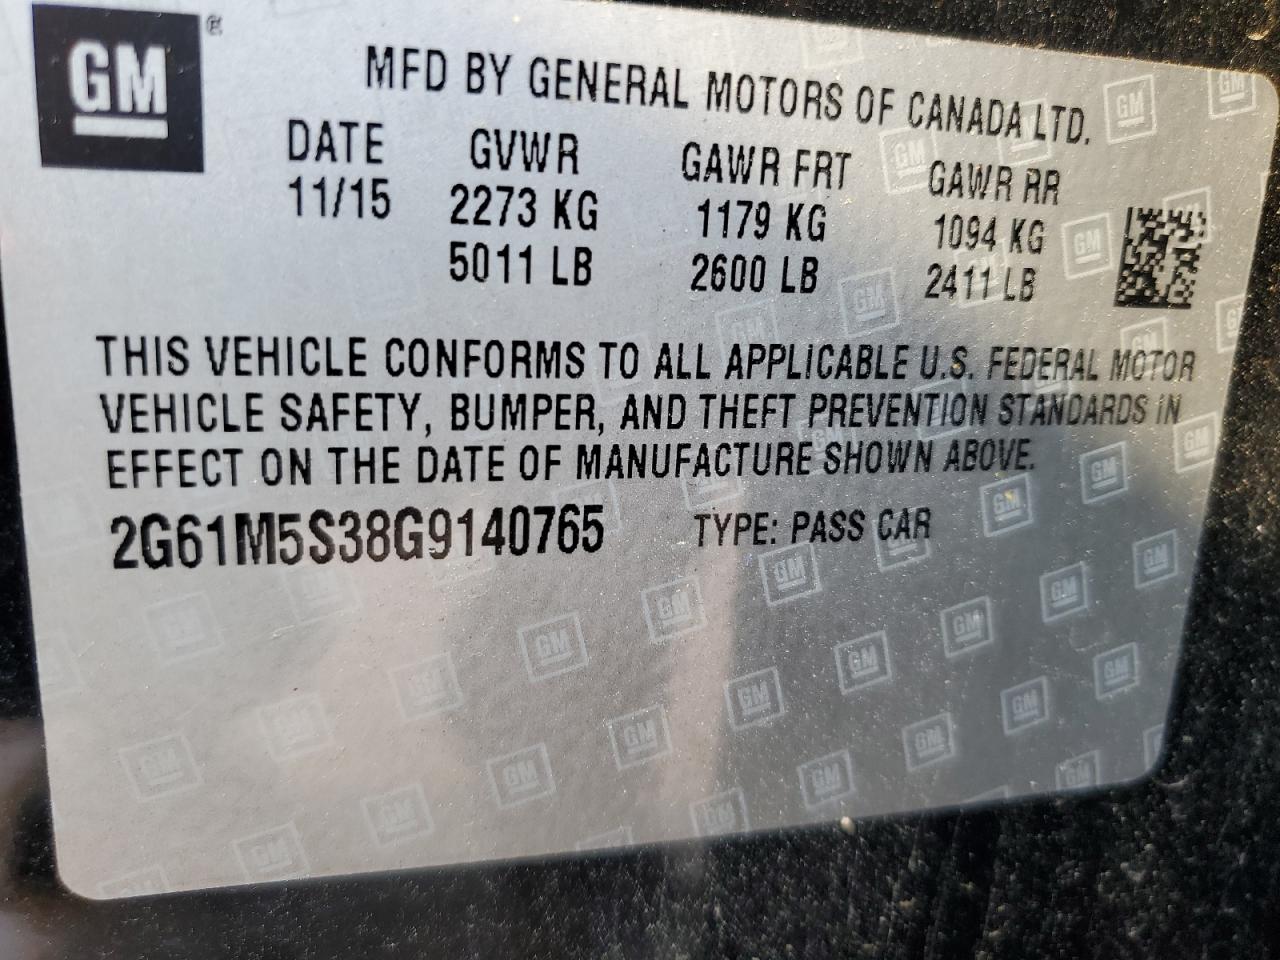 GM ®
MFD BY GENERAL MOTORS OF CANADA LTD.
DATE GVWR GAWR FRT GAWR RR
11/15 2273 KG 1179 KG 1094 KG
5011 LB 2600 LB 2411 LB
THIS VEHICLE CONFORMS TO ALL APPLICABLE U.S. FEDERAL MOTOR
VEHICLE SAFETY, BUMPER, AND THEFT PREVENTION STANDARDS IN
EFFECT ON THE DATE OF MANUFACTURE SHOWN ABOVE.
2G61M5S38G9140765 TYPE: PASS CAR